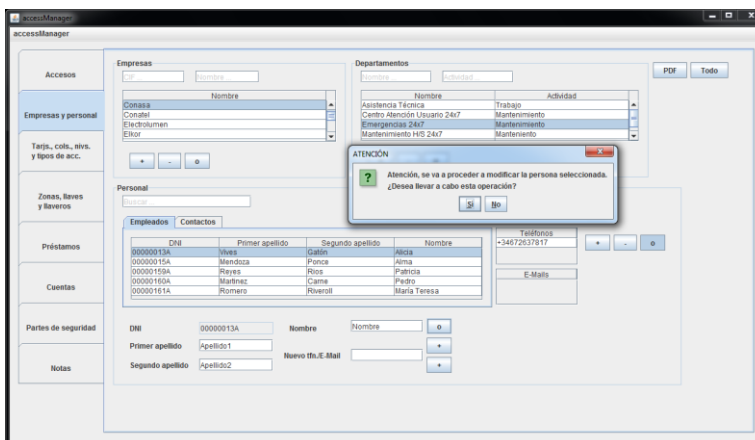 accessManager
accessManager
Accesos
Empresas y personal
Tarjs., cols., nivs.
y tipos de acc.
Zonas, llaves
y llaveros
Préstamos
Cuentas
Partes de seguridad
Notas
Empresas
CIF...
Nombre...
Nombre
Conasa
Conatel
Electrolumen
Elkor
+ - o
Departamentos
Nombre...
Actividad...
Nombre Actividad
Asistencia Técnica Trabajo
Centro Atención Usuario 24x7 Mantenimiento
Emergencias 24x7 Mantenimiento
Mantenimiento H/S 24x7 Manteniento
PDF Todo
ATENCIÓN
Atención, se va a proceder a modificar la persona seleccionada.
¿Desea llevar a cabo esta operación?
Sí No
Personal
Buscar...
Empleados Contactos
DNI Primer apellido Segundo apellido Nombre
00000013A Vives Gatón Alicia
00000015A Mendoza Ponce Alma
00000159A Reyes Rios Patricia
00000160A Martinez Carne Pedro
00000161A Romero Riveroll María Teresa
Teléfonos
+34672637817
+ - o
E-Mails
DNI 00000013A Nombre Nombre o
Primer apellido Apellido1
Nuevo tfn./E-Mail
+
Segundo apellido Apellido2
+